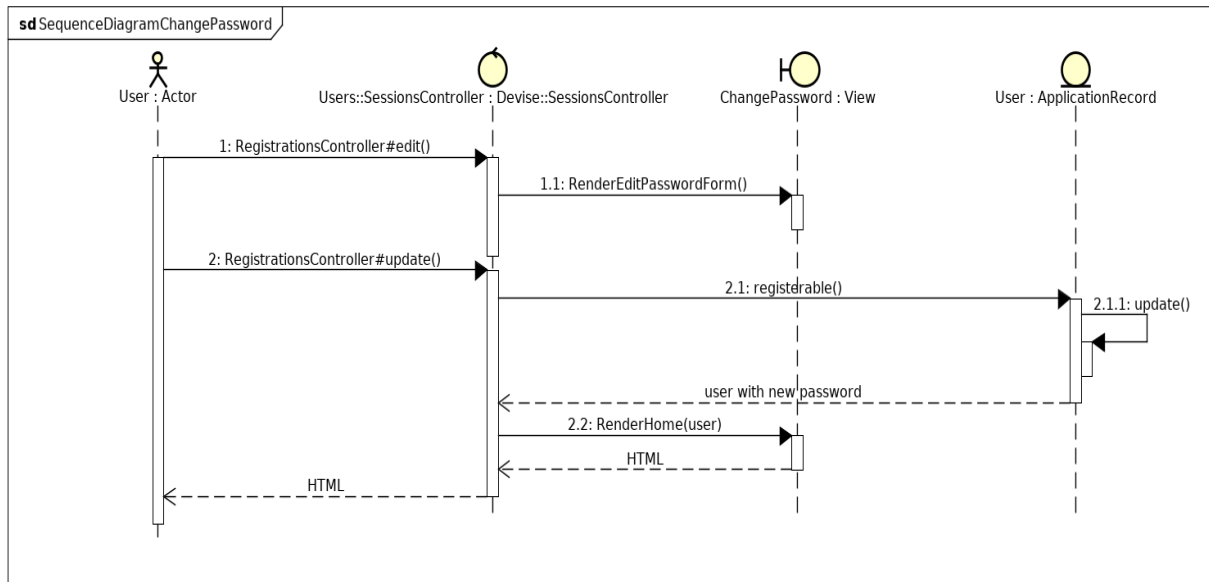 sd SequenceDiagramChangePassword
User : Actor
Users::SessionsController : Devise::SessionsController
ChangePassword : View
User : ApplicationRecord
1: RegistrationsController#edit()
1.1: RenderEditPasswordForm()
2: RegistrationsController#update()
2.1: registerable()
2.1.1: update()
user with new password
2.2: RenderHome(user)
HTML
HTML